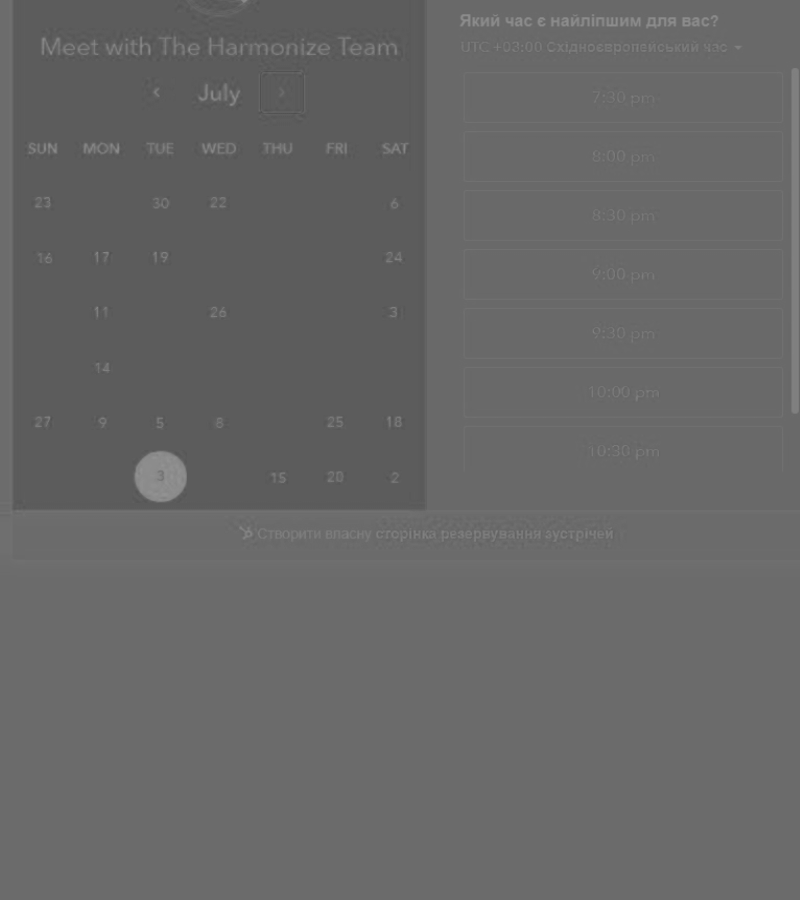 Meet with The Harmonize Team
‹ July ›
SUN MON TUE WED THU FRI SAT
23 30 22 6
16 17 19 24
11 26 3
14
27 9 5 8 25 18
3 15 20 2
Який час є найліпшим для вас?
UTC +03:00 Східноєвропейський час
7:30 pm
8:00 pm
8:30 pm
9:00 pm
9:30 pm
10:00 pm
10:30 pm
Створити власну сторінка резервування зустрічей